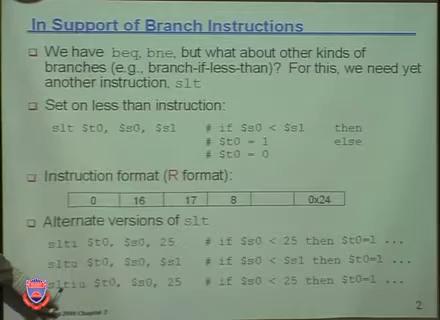 In Support of Branch Instructions
We have beq, bne, but what about other kinds of
branches (e.g., branch-if-less-than)? For this, we need yet
another instruction, slt
Set on less than instruction:
slt $t0, $s0, $s1 # if $s0 < $s1 then
# $t0 = 1 else
# $t0 = 0
Instruction format (R format):
0 16 17 8 0x24
Alternate versions of slt
slti $t0, $s0, 25 # if $s0 < 25 then $t0=1 ...
sltu $t0, $s0, $s1 # if $s0 < $s1 then $t0=1 ...
sltiu $t0, $s0, 25 # if $s0 < 25 then $t0=1 ...
2